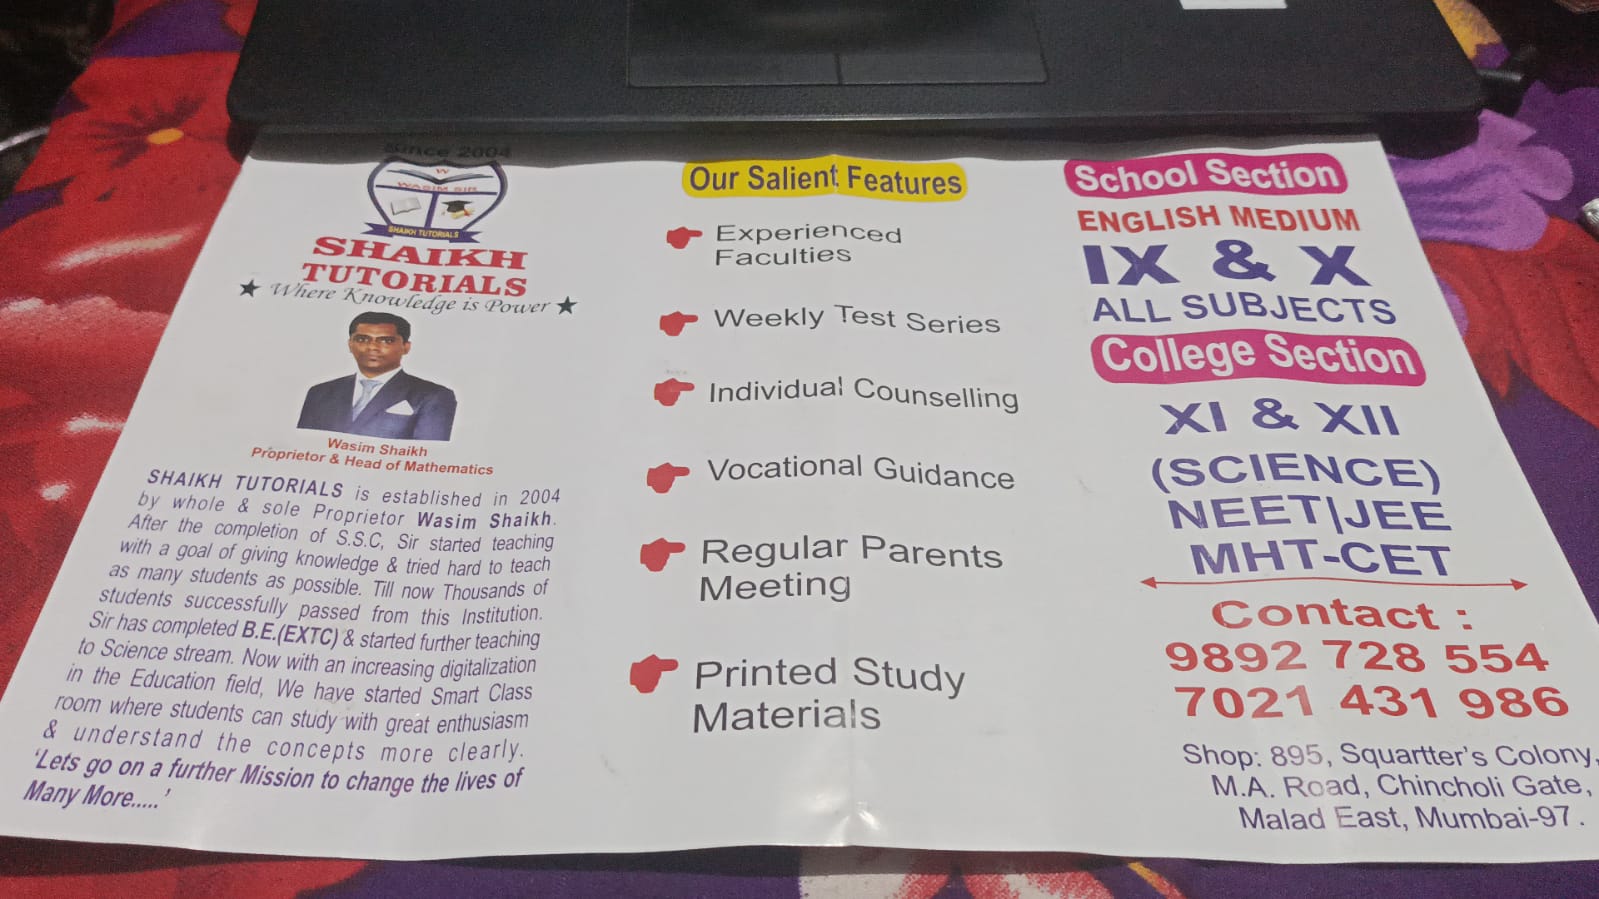 Since 2004
W
WASIM SIR
SHAIKH TUTORIALS
SHAIKH
TUTORIALS
★ Where Knowledge is Power ★
Wasim Shaikh
Proprietor & Head of Mathematics
SHAIKH TUTORIALS is established in 2004
by whole & sole Proprietor Wasim Shaikh.
After the completion of S.S.C, Sir started teaching
with a goal of giving knowledge & tried hard to teach
as many students as possible. Till now Thousands of
students successfully passed from this Institution.
Sir has completed B.E.(EXTC) & started further teaching
to Science stream. Now with an increasing digitalization
in the Education field, We have started Smart Class
room where students can study with great enthusiasm
& understand the concepts more clearly.
‘Lets go on a further Mission to change the lives of
Many More.....’
Our Salient Features
Experienced
Faculties
Weekly Test Series
Individual Counselling
Vocational Guidance
Regular Parents
Meeting
Printed Study
Materials
School Section
ENGLISH MEDIUM
IX & X
ALL SUBJECTS
College Section
XI & XII
(SCIENCE)
NEET|JEE
MHT-CET
Contact :
9892 728 554
7021 431 986
Shop: 895, Squartter's Colony,
M.A. Road, Chincholi Gate,
Malad East, Mumbai-97.